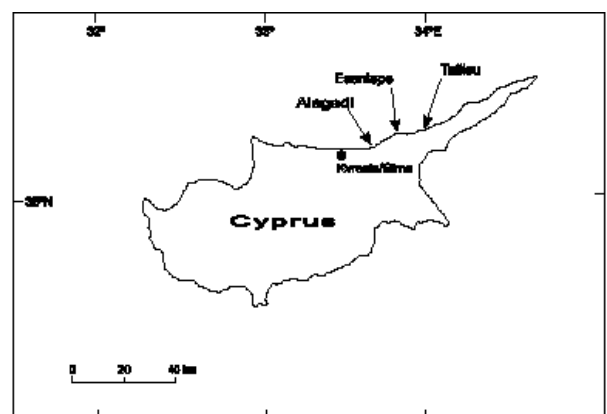 32° 33° 34°E
Tatlisu
Esentepe
Alagadi
Kyrenia/Girne
35°N
Cyprus
0 20 40 km